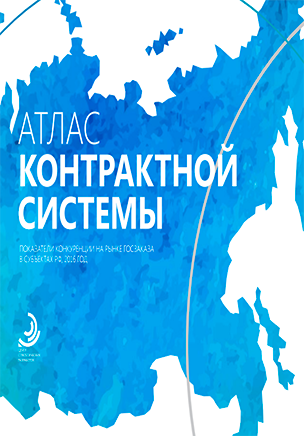 АТЛАС
КОНТРАКТНОЙ
СИСТЕМЫ
ПОКАЗАТЕЛИ КОНКУРЕНЦИИ НА РЫНКЕ ГОСЗАКАЗА
В СУБЪЕКТАХ РФ, 2016 ГОД